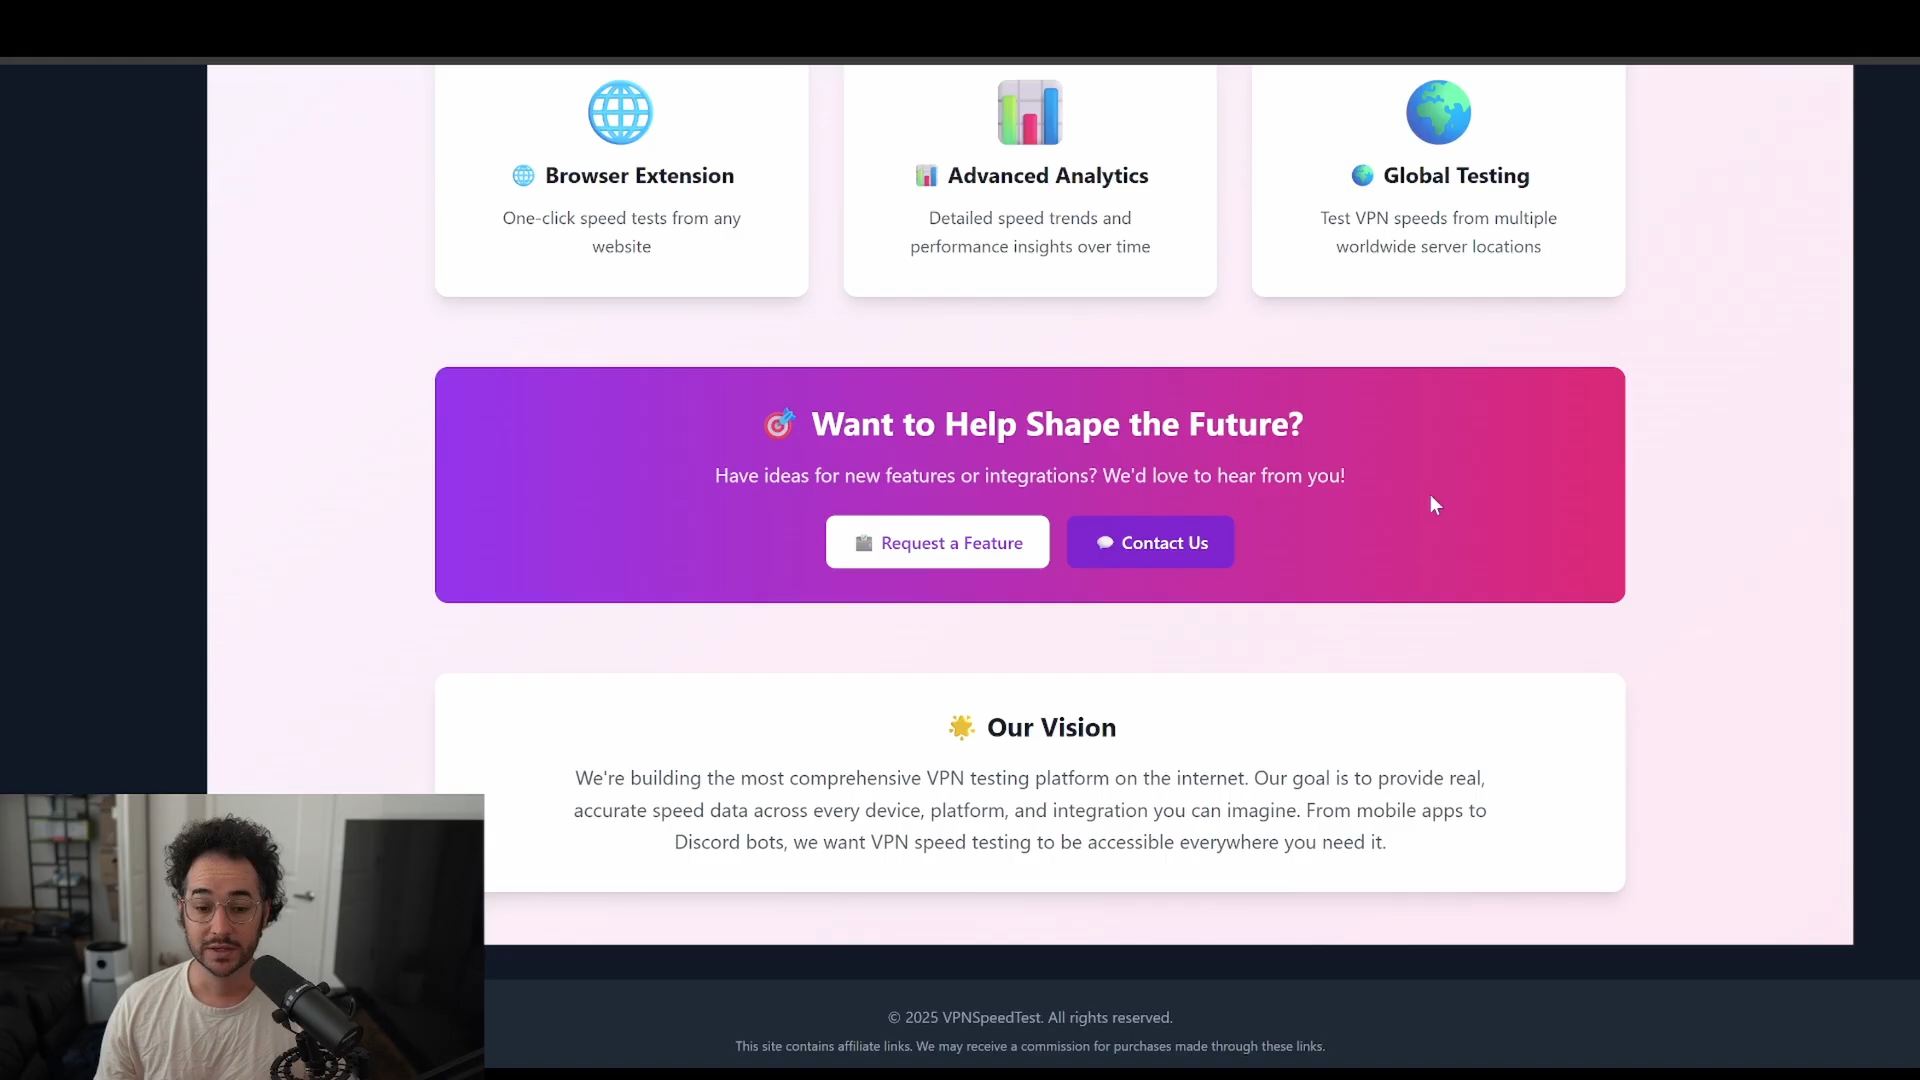 Browser Extension
One-click speed tests from any
website
Advanced Analytics
Detailed speed trends and
performance insights over time
Global Testing
Test VPN speeds from multiple
worldwide server locations
Want to Help Shape the Future?
Have ideas for new features or integrations? We'd love to hear from you!
Request a Feature
Contact Us
Our Vision
We're building the most comprehensive VPN testing platform on the internet. Our goal is to provide real,
accurate speed data across every device, platform, and integration you can imagine. From mobile apps to
Discord bots, we want VPN speed testing to be accessible everywhere you need it.
© 2025 VPNSpeedTest. All rights reserved.
This site contains affiliate links. We may receive a commission for purchases made through these links.